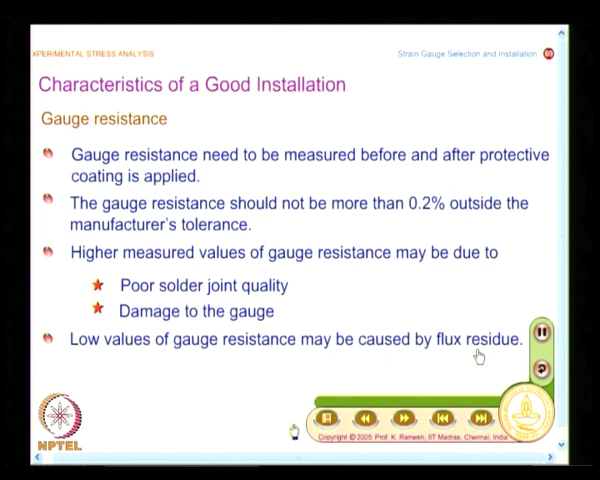 XPERIMENTAL STRESS ANALYSIS
Strain Gauge Selection and Installation 69
Characteristics of a Good Installation
Gauge resistance
Gauge resistance need to be measured before and after protective
coating is applied.
The gauge resistance should not be more than 0.2% outside the
manufacturer's tolerance.
Higher measured values of gauge resistance may be due to
Poor solder joint quality
Damage to the gauge
Low values of gauge resistance may be caused by flux residue.
NPTEL
Copyright © 2005 Prof. K. Ramesh, IIT Madras, Chennai, India